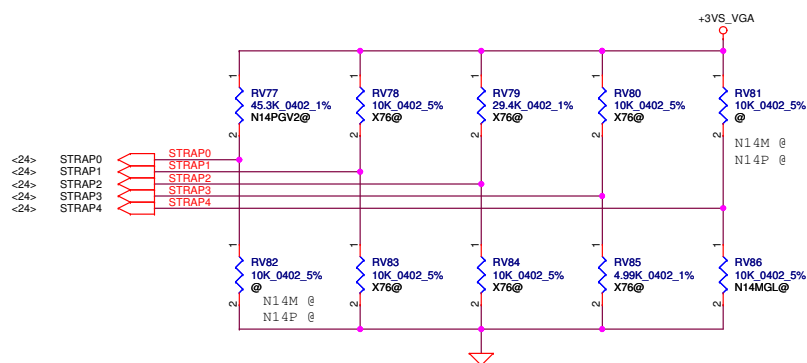 +3VS_VGA
1 1 1 1 1
RV77 RV78 RV79 RV80 RV81
45.3K_0402_1% 10K_0402_5% 29.4K_0402_1% 10K_0402_5% 10K_0402_5%
N14PGV2@ X76@ X76@ X76@ @
2 2 2 2 2
N14M @
N14P @
<24> STRAP0 STRAP0
<24> STRAP1 STRAP1
<24> STRAP2 STRAP2
<24> STRAP3 STRAP3
<24> STRAP4 STRAP4
1 1 1 1 1
RV82 RV83 RV84 RV85 RV86
10K_0402_5% 10K_0402_5% 10K_0402_5% 4.99K_0402_1% 10K_0402_5%
@ X76@ X76@ X76@ N14MGL@
2 2 2 2 2
N14M @
N14P @